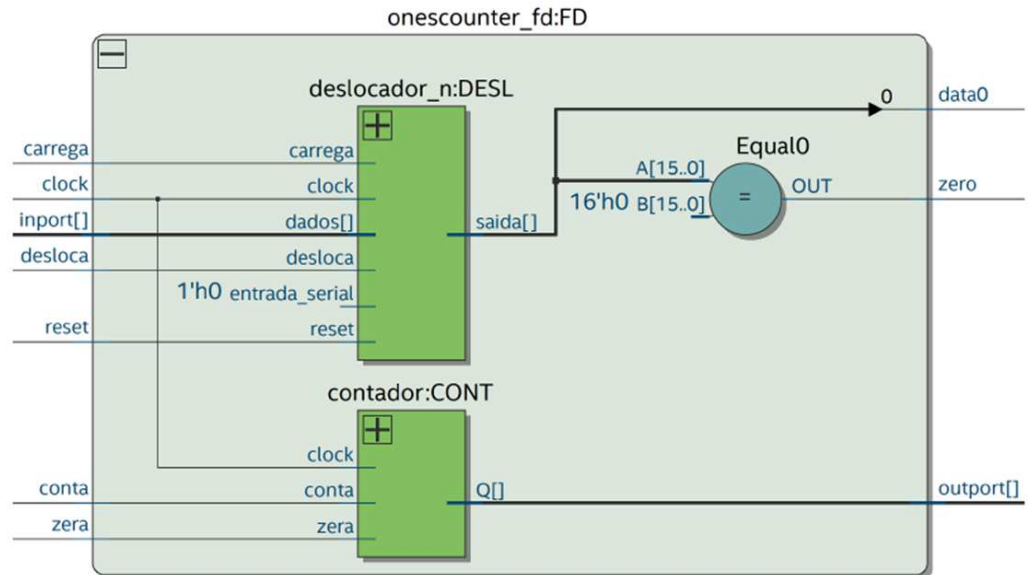 onescounter_fd:FD
deslocador_n:DESL
carrega
clock
inport[]
desloca
reset
carrega
clock
dados[]
desloca
1'h0 entrada_serial
reset
saida[]
0
data0
Equal0
A[15..0]
16'h0 B[15..0]
=
OUT
zero
contador:CONT
conta
zera
clock
conta
zera
Q[]
outport[]